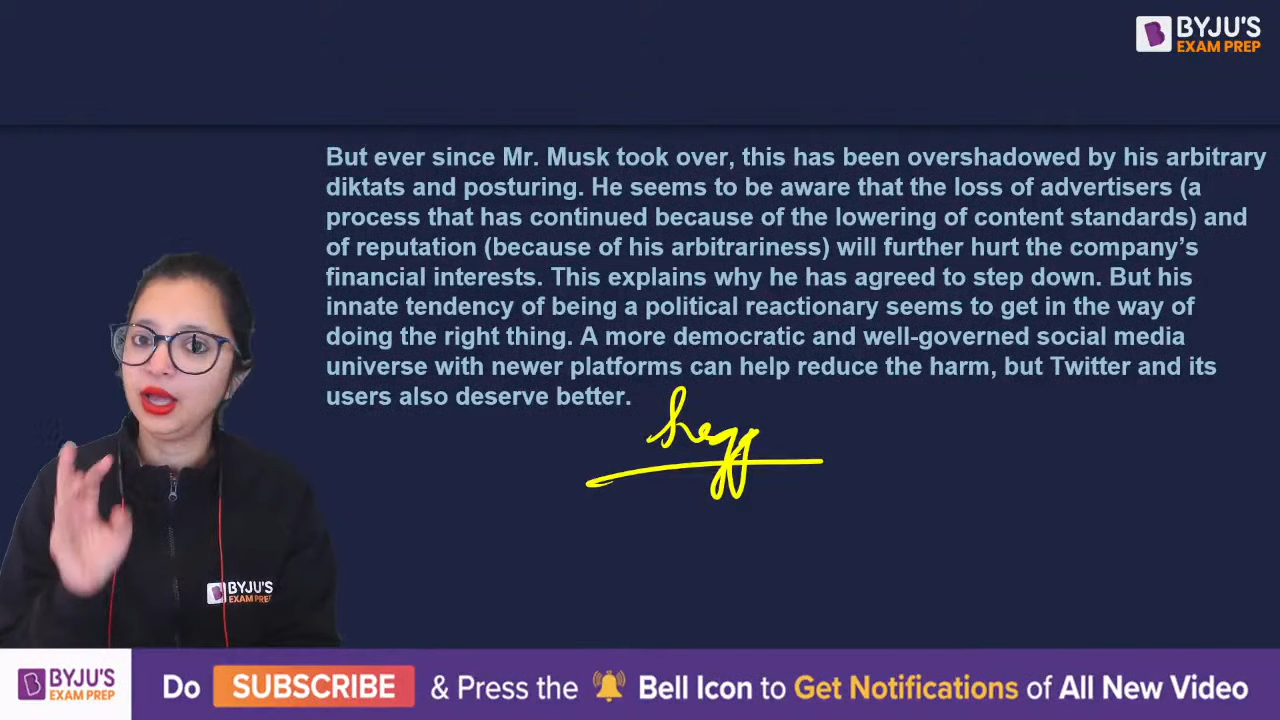 BYJU'S
EXAM PREP
But ever since Mr. Musk took over, this has been overshadowed by his arbitrary
diktats and posturing. He seems to be aware that the loss of advertisers (a
process that has continued because of the lowering of content standards) and
of reputation (because of his arbitrariness) will further hurt the company's
financial interests. This explains why he has agreed to step down. But his
innate tendency of being a political reactionary seems to get in the way of
doing the right thing. A more democratic and well-governed social media
universe with newer platforms can help reduce the harm, but Twitter and its
users also deserve better.
BYJU'S
EXAM PREP
BYJU'S
EXAM PREP
Do SUBSCRIBE & Press the Bell Icon to Get Notifications of All New Video